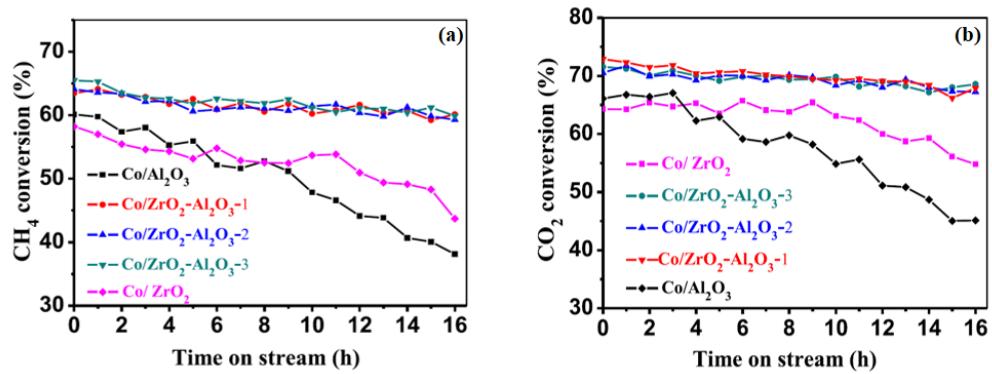 (a)
CH₄ conversion (%)
70
60
50
40
30
Co/Al₂O₃
Co/ZrO₂-Al₂O₃-1
Co/ZrO₂-Al₂O₃-2
Co/ZrO₂-Al₂O₃-3
Co/ ZrO₂
0 2 4 6 8 10 12 14 16
Time on stream (h)
(b)
CO₂ conversion (%)
80
70
60
50
40
30
Co/ ZrO₂
Co/ZrO₂-Al₂O₃-3
Co/ZrO₂-Al₂O₃-2
Co/ZrO₂-Al₂O₃-1
Co/Al₂O₃
0 2 4 6 8 10 12 14 16
Time on stream (h)